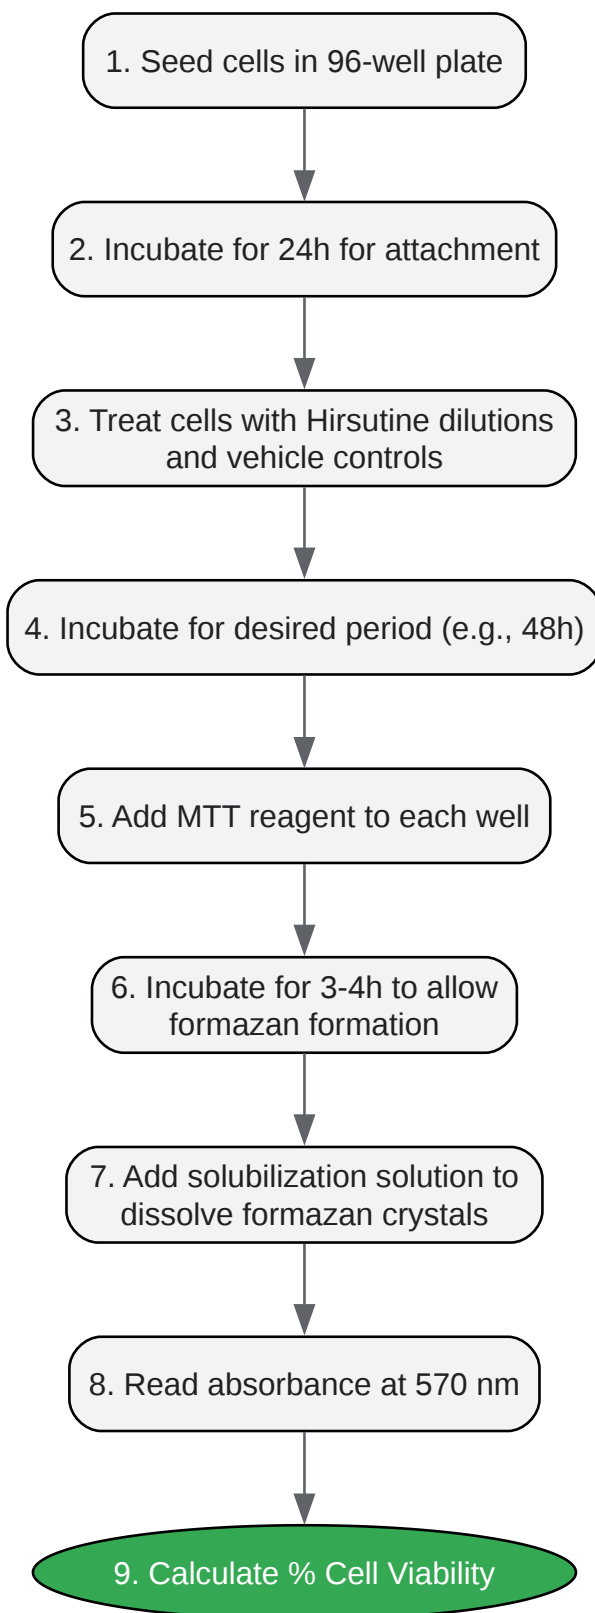 1. Seed cells in 96-well plate
2. Incubate for 24h for attachment
3. Treat cells with Hirsutine dilutions
and vehicle controls
4. Incubate for desired period (e.g., 48h)
5. Add MTT reagent to each well
6. Incubate for 3-4h to allow
formazan formation
7. Add solubilization solution to
dissolve formazan crystals
8. Read absorbance at 570 nm
9. Calculate % Cell Viability